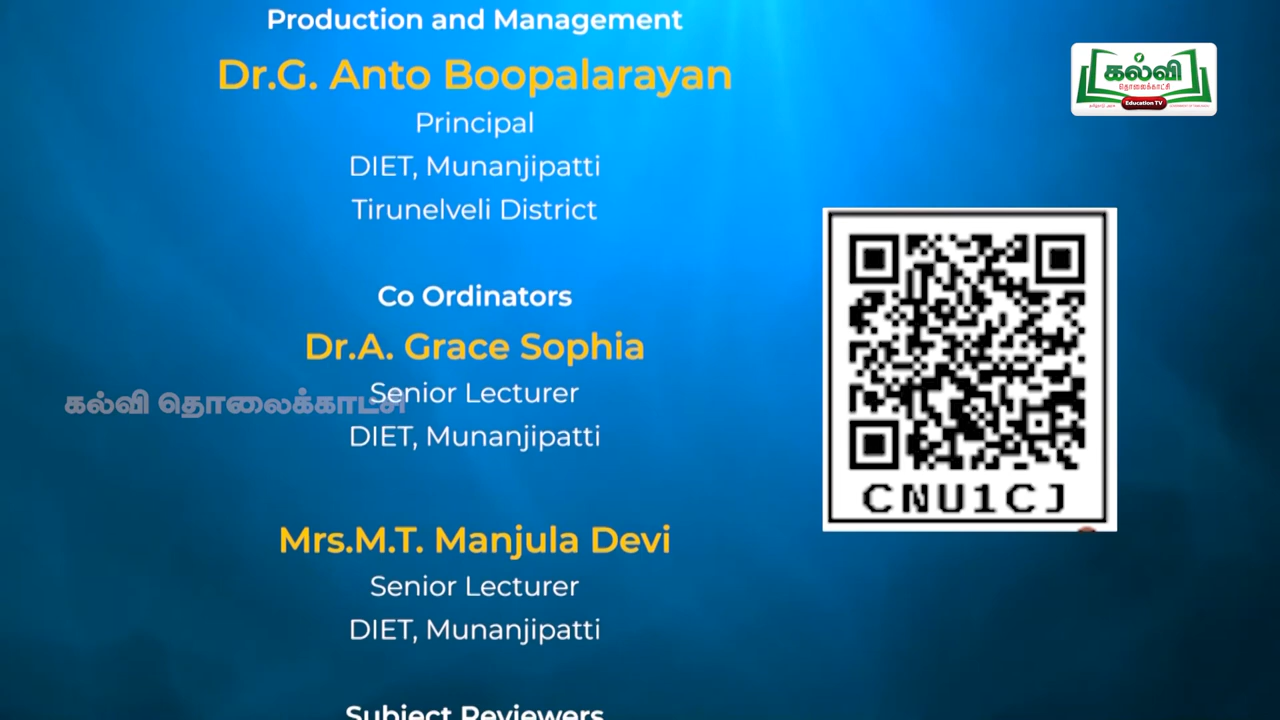 Production and Management
Dr.G. Anto Boopalarayan
Principal
DIET, Munanjipatti
Tirunelveli District
Co Ordinators
Dr.A. Grace Sophia
Senior Lecturer
DIET, Munanjipatti
Mrs.M.T. Manjula Devi
Senior Lecturer
DIET, Munanjipatti
Subject Reviewers
கல்வி தொலைக்காட்சி
கல்வி
தொலைக்காட்சி
Education TV
CNU1CJ